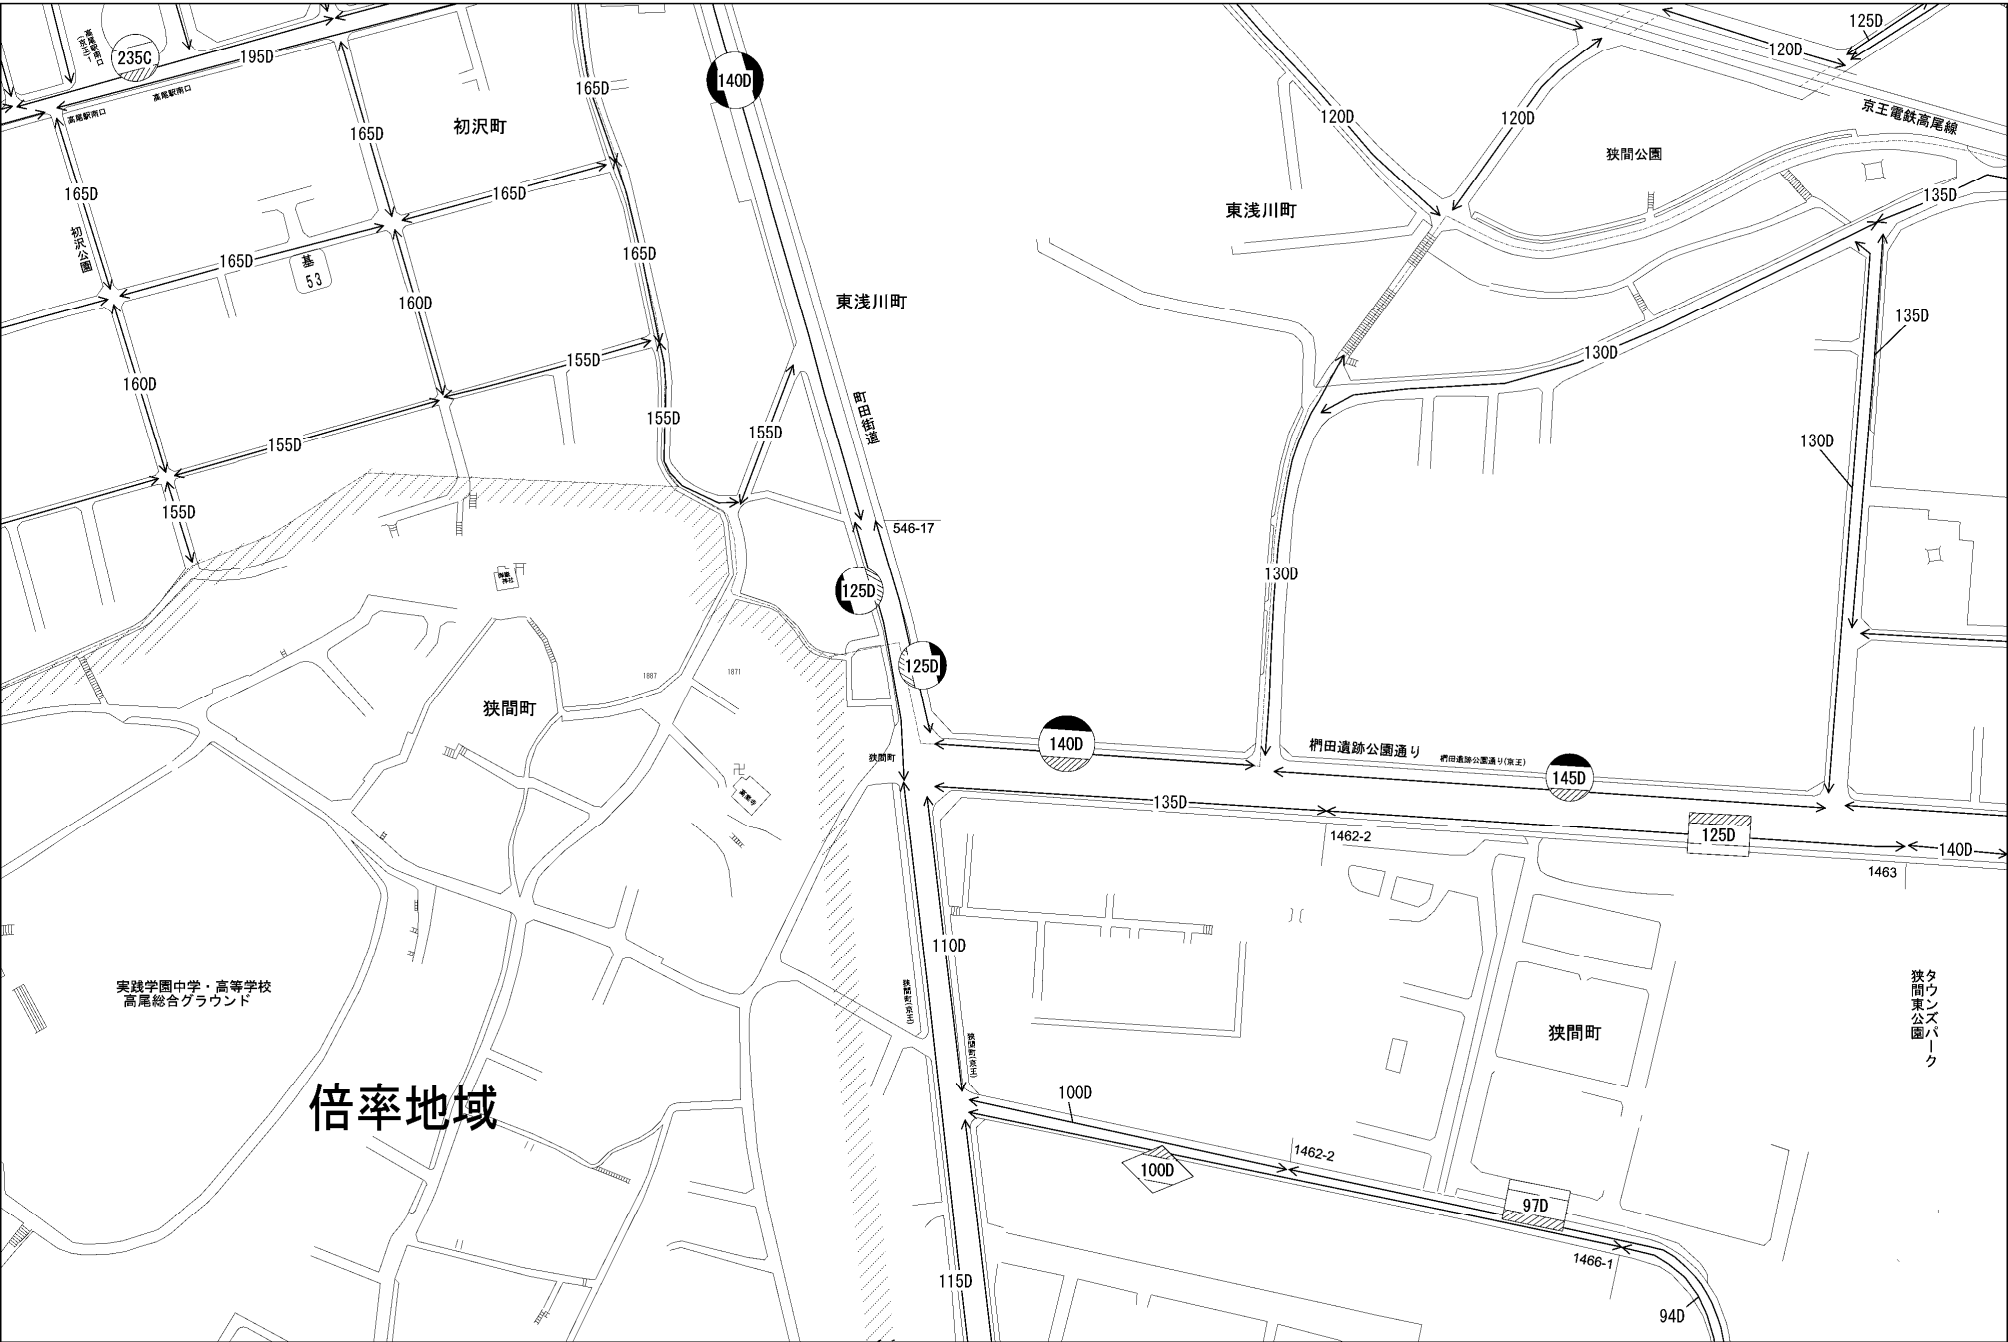 高尾駅南口
(京王)1
235C
195D
高尾駅南口
高尾駅南口
初沢町
165D
140D
120D
120D
120D
125D
京王電鉄高尾線
狭間公園
165D
165D
165D
初沢公園
165D
165D
基
53
160D
東浅川町
135D
東浅川町
130D
135D
160D
155D
155D
155D
155D
町田街道
130D
155D
546-17
125D
130D
125D
1887
1871
狭間町
狭間町
140D
椚田遺跡公園通り
椚田遺跡公園通り(京王)
145D
135D
1462-2
125D
140D
1463
110D
狭間町(京王)
狭間町(京王)
実践学園中学・高等学校
高尾総合グラウンド
狭間町
タウンズパーク
狭間東公園
倍率地域
100D
1462-2
100D
97D
1466-1
115D
94D